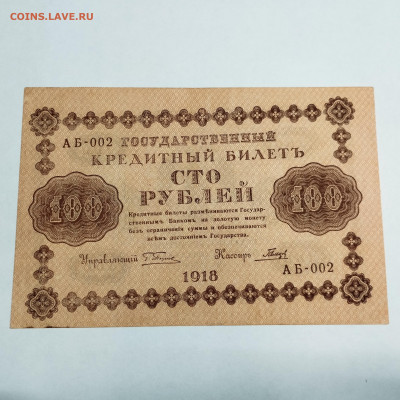 COINS.LAVE.RU
АБ-002 ГОСУДАРСТВЕННЫЙ
КРЕДИТНЫЙ БИЛЕТЪ
СТО
РУБЛЕЙ
100 100
Кредитные билеты размѣниваются Государ-
ственнымъ Банкомъ на золотую монету
безъ ограниченія суммы и обезпечиваются
всѣмъ достояніемъ Государства.
Управляющій Кассиръ
АБ-002
1918